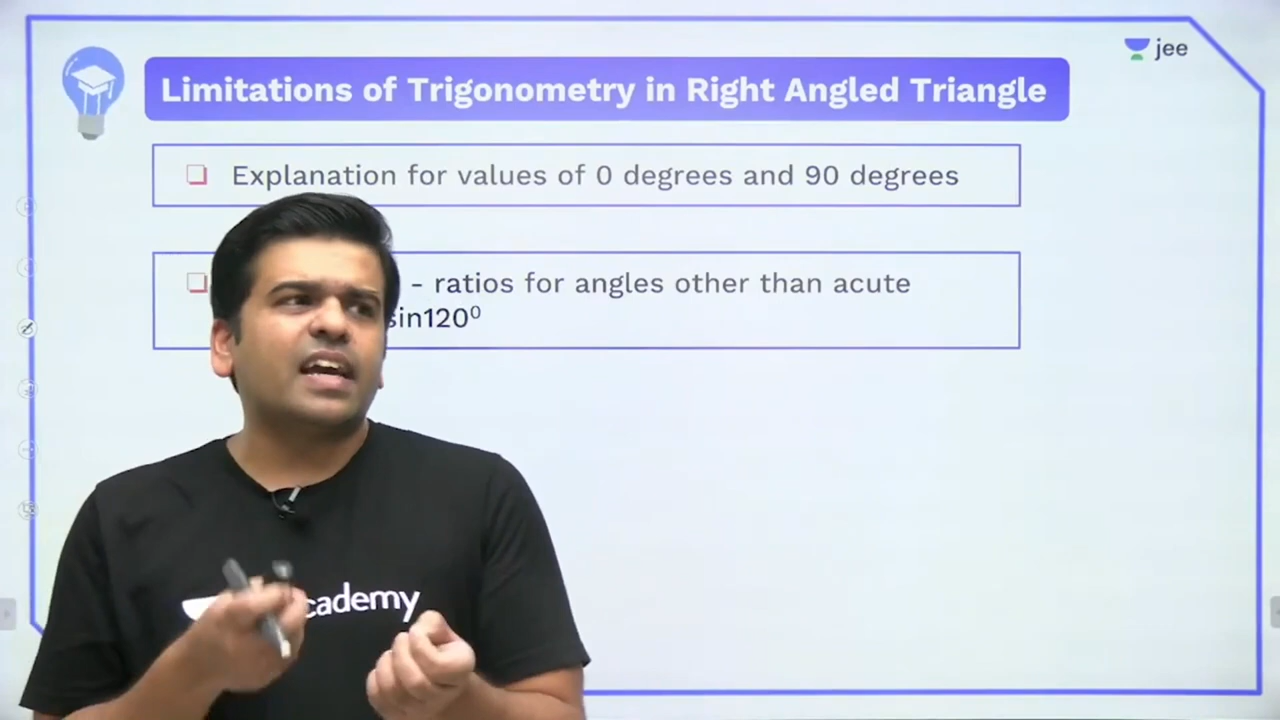 jee
Limitations of Trigonometry in Right Angled Triangle
Explanation for values of 0 degrees and 90 degrees
- ratios for angles other than acute
sin120⁰
cademy